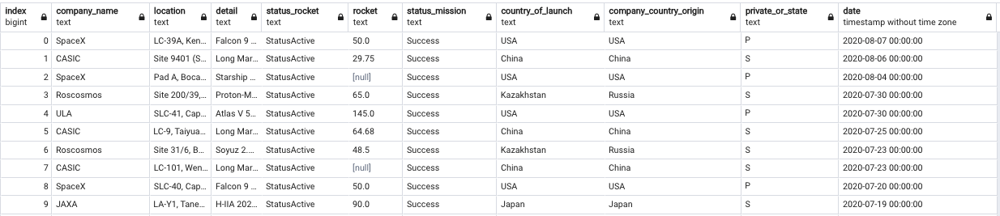 index company_name location detail status_rocket rocket status_mission country_of_launch company_country_origin private_or_state date
bigint text text text text text text text text text timestamp without time zone
0 SpaceX LC-39A, Ken... Falcon 9 ... StatusActive 50.0 Success USA USA P 2020-08-07 00:00:00
1 CASIC Site 9401 (S... Long Mar... StatusActive 29.75 Success China China S 2020-08-06 00:00:00
2 SpaceX Pad A, Boca... Starship ... StatusActive [null] Success USA USA P 2020-08-04 00:00:00
3 Roscosmos Site 200/39,... Proton-M... StatusActive 65.0 Success Kazakhstan Russia S 2020-07-30 00:00:00
4 ULA SLC-41, Cap... Atlas V 5... StatusActive 145.0 Success USA USA P 2020-07-30 00:00:00
5 CASIC LC-9, Taiyua... Long Mar... StatusActive 64.68 Success China China S 2020-07-25 00:00:00
6 Roscosmos Site 31/6, B... Soyuz 2.... StatusActive 48.5 Success Kazakhstan Russia S 2020-07-23 00:00:00
7 CASIC LC-101, Wen... Long Mar... StatusActive [null] Success China China S 2020-07-23 00:00:00
8 SpaceX SLC-40, Cap... Falcon 9 ... StatusActive 50.0 Success USA USA P 2020-07-20 00:00:00
9 JAXA LA-Y1, Tane... H-IIA 202... StatusActive 90.0 Success Japan Japan S 2020-07-19 00:00:00